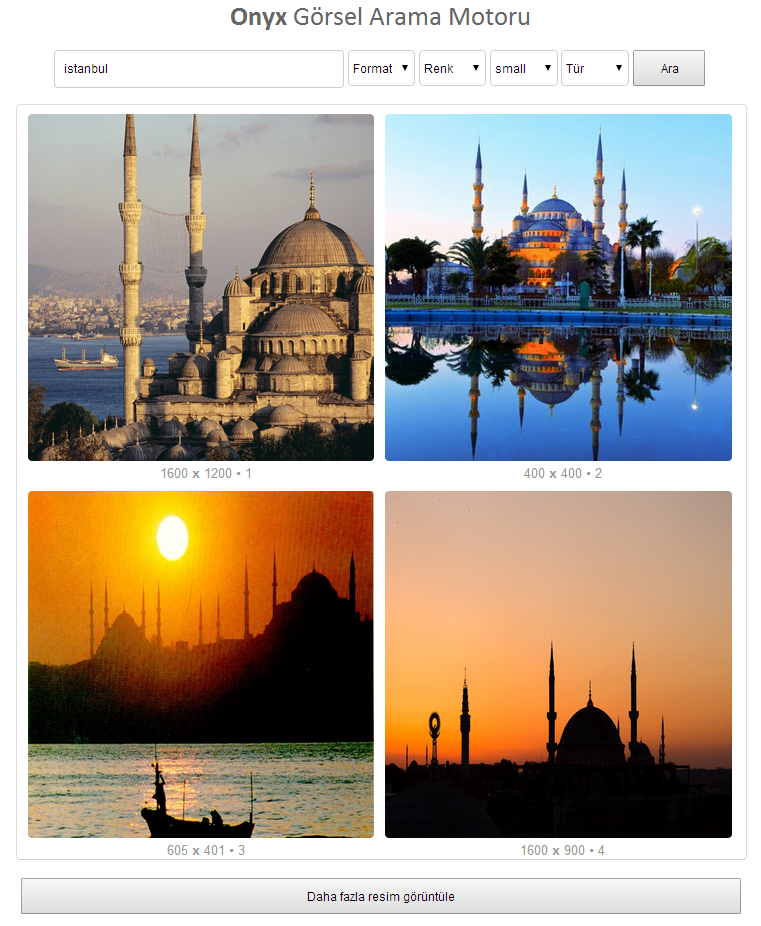 Onyx Görsel Arama Motoru
istanbul Format Renk small Tür Ara
1600 x 1200 • 1 400 x 400 • 2
605 x 401 • 3 1600 x 900 • 4
Daha fazla resim görüntüle